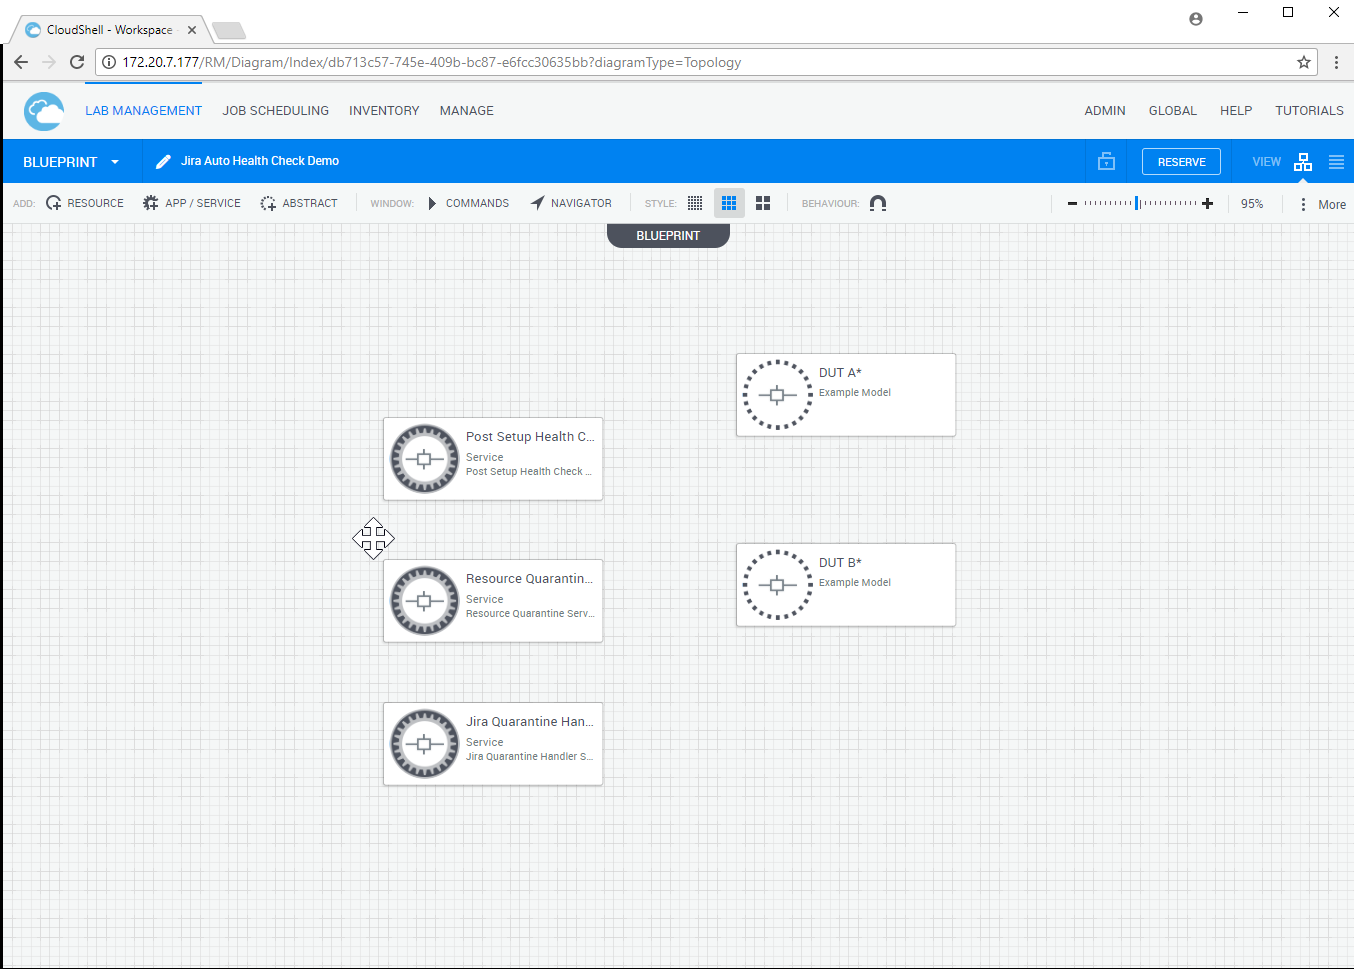 CloudShell - Workspace
172.20.7.177/RM/Diagram/Index/db713c57-745e-409b-bc87-e6fcc30635bb?diagramType=Topology
LAB MANAGEMENT JOB SCHEDULING INVENTORY MANAGE ADMIN GLOBAL HELP TUTORIALS
BLUEPRINT Jira Auto Health Check Demo RESERVE VIEW
ADD: RESOURCE APP / SERVICE ABSTRACT WINDOW: COMMANDS NAVIGATOR STYLE: BEHAVIOUR: 95% More
BLUEPRINT
DUT A*
Example Model
Post Setup Health C...
Service
Post Setup Health Check ...
DUT B*
Example Model
Resource Quarantin...
Service
Resource Quarantine Serv...
Jira Quarantine Han...
Service
Jira Quarantine Handler S...